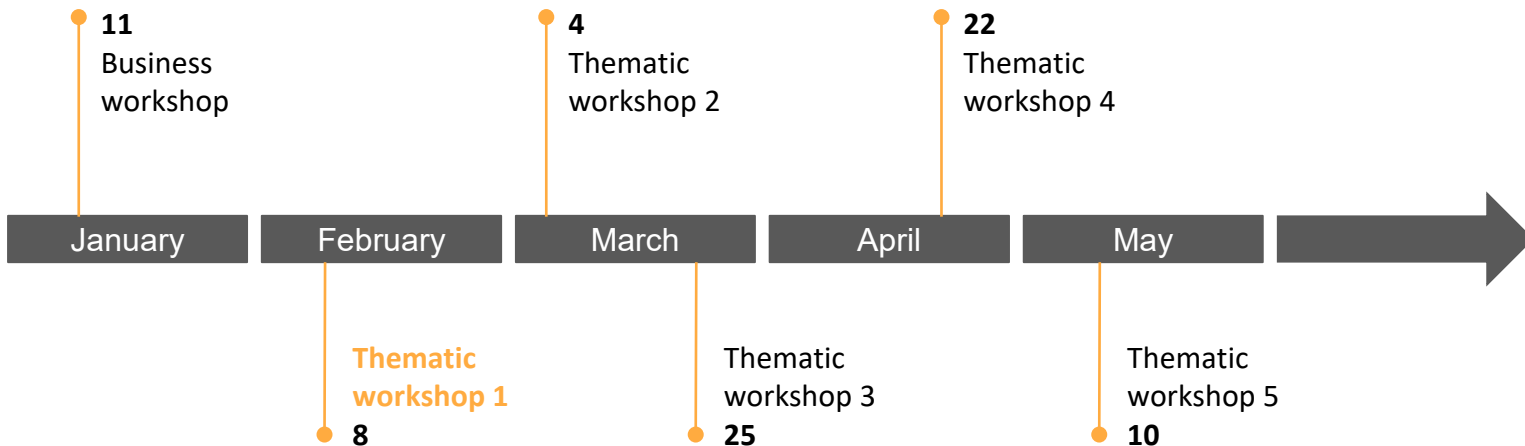 11
Business
workshop
4
Thematic
workshop 2
22
Thematic
workshop 4
January
February
March
April
May
Thematic
workshop 1
8
Thematic
workshop 3
25
Thematic
workshop 5
10